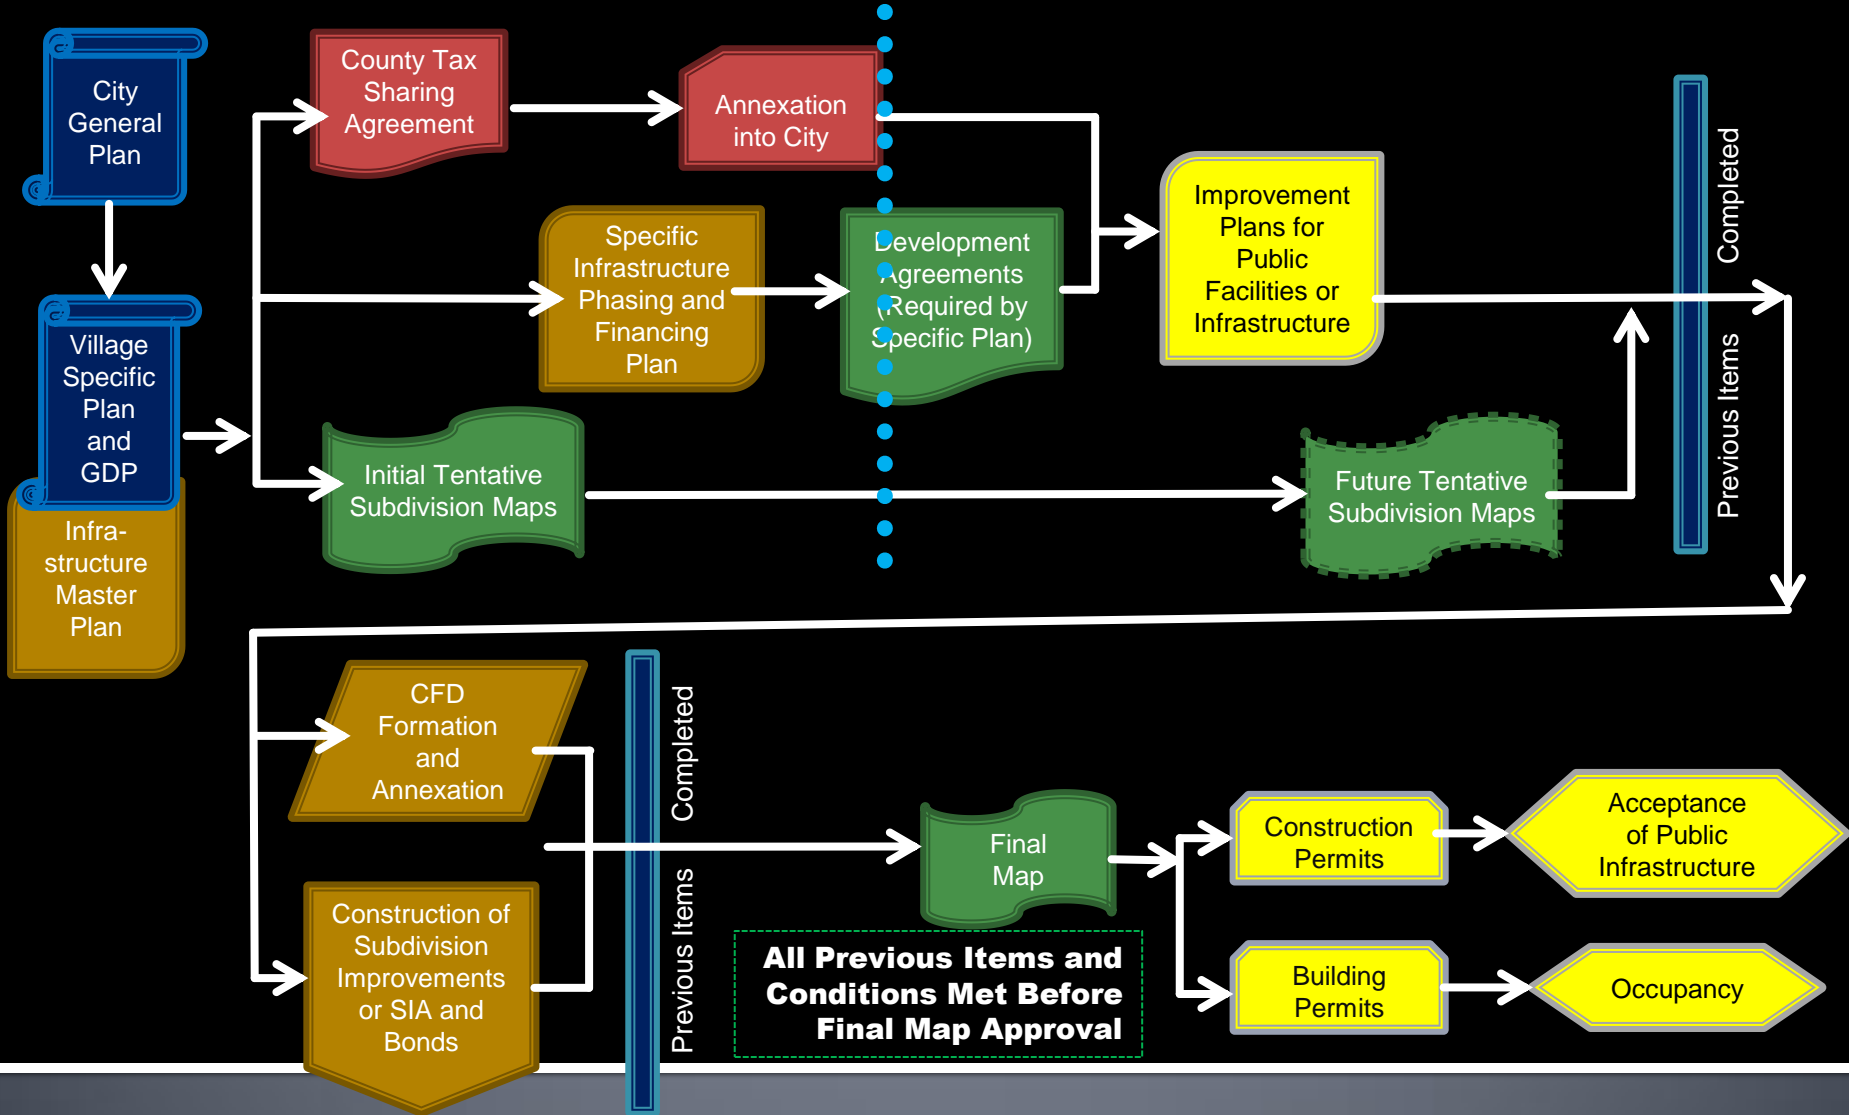 City
General
Plan
Village
Specific
Plan
and
GDP
Infra-
structure
Master
Plan
County Tax
Sharing
Agreement
Annexation
into City
Specific
Infrastructure
Phasing and
Financing
Plan
Development
Agreements
(Required by
Specific Plan)
Improvement
Plans for
Public
Facilities or
Infrastructure
Initial Tentative
Subdivision Maps
Future Tentative
Subdivision Maps
Previous Items Completed
CFD
Formation
and
Annexation
Construction of
Subdivision
Improvements
or SIA and
Bonds
Previous Items Completed
Final
Map
All Previous Items and
Conditions Met Before
Final Map Approval
Construction
Permits
Acceptance
of Public
Infrastructure
Building
Permits
Occupancy